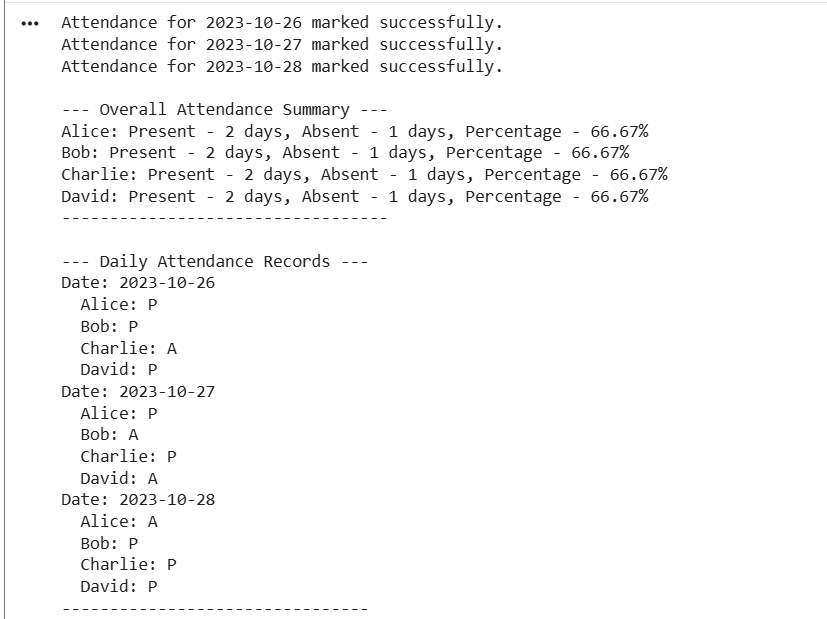 Attendance for 2023-10-26 marked successfully.
Attendance for 2023-10-27 marked successfully.
Attendance for 2023-10-28 marked successfully.

--- Overall Attendance Summary ---
Alice: Present - 2 days, Absent - 1 days, Percentage - 66.67%
Bob: Present - 2 days, Absent - 1 days, Percentage - 66.67%
Charlie: Present - 2 days, Absent - 1 days, Percentage - 66.67%
David: Present - 2 days, Absent - 1 days, Percentage - 66.67%
----------------------------------

--- Daily Attendance Records ---
Date: 2023-10-26
  Alice: P
  Bob: P
  Charlie: A
  David: P
Date: 2023-10-27
  Alice: P
  Bob: A
  Charlie: P
  David: A
Date: 2023-10-28
  Alice: A
  Bob: P
  Charlie: P
  David: P
--------------------------------